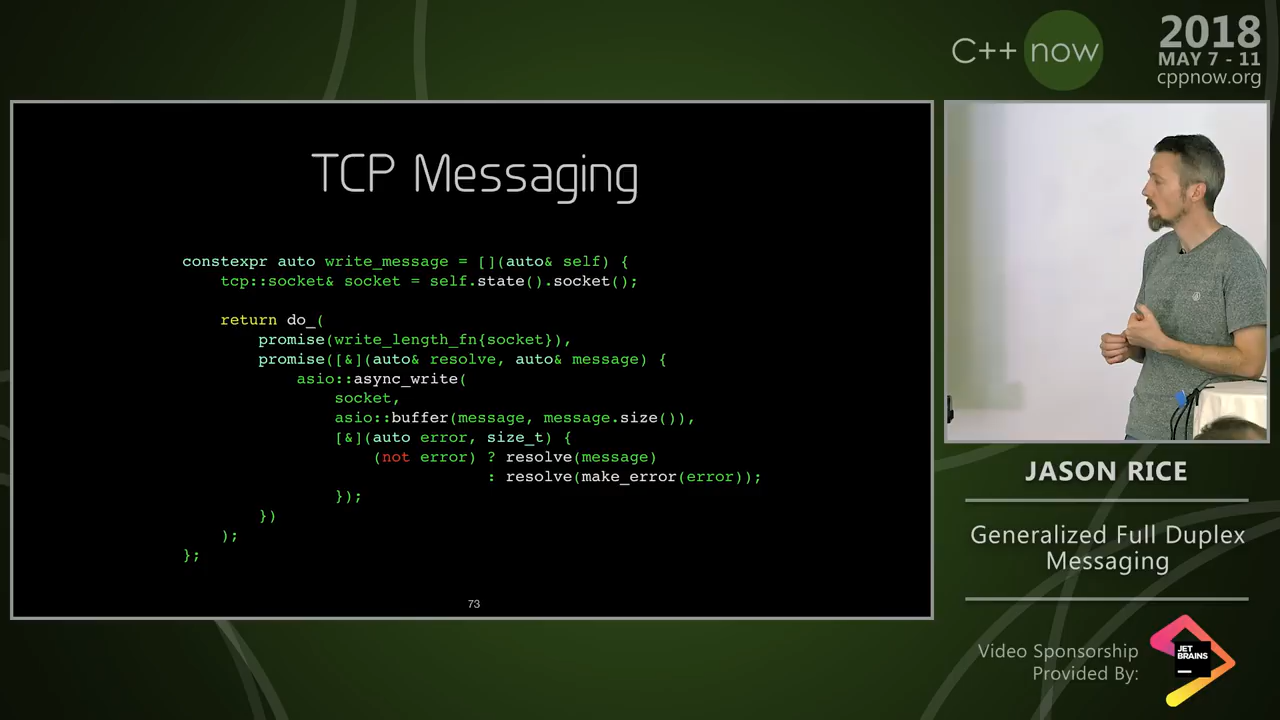 C++ now
2018
MAY 7 - 11
cppnow.org
TCP Messaging
constexpr auto write_message = [](auto& self) {
tcp::socket& socket = self.state().socket();
return do_(
promise(write_length_fn{socket}),
promise([&](auto& resolve, auto& message) {
asio::async_write(
socket,
asio::buffer(message, message.size()),
[&](auto error, size_t) {
(not error) ? resolve(message)
: resolve(make_error(error));
});
})
);
};
73
JASON RICE
Generalized Full Duplex
Messaging
Video Sponsorship
Provided By:
JET
BRAINS